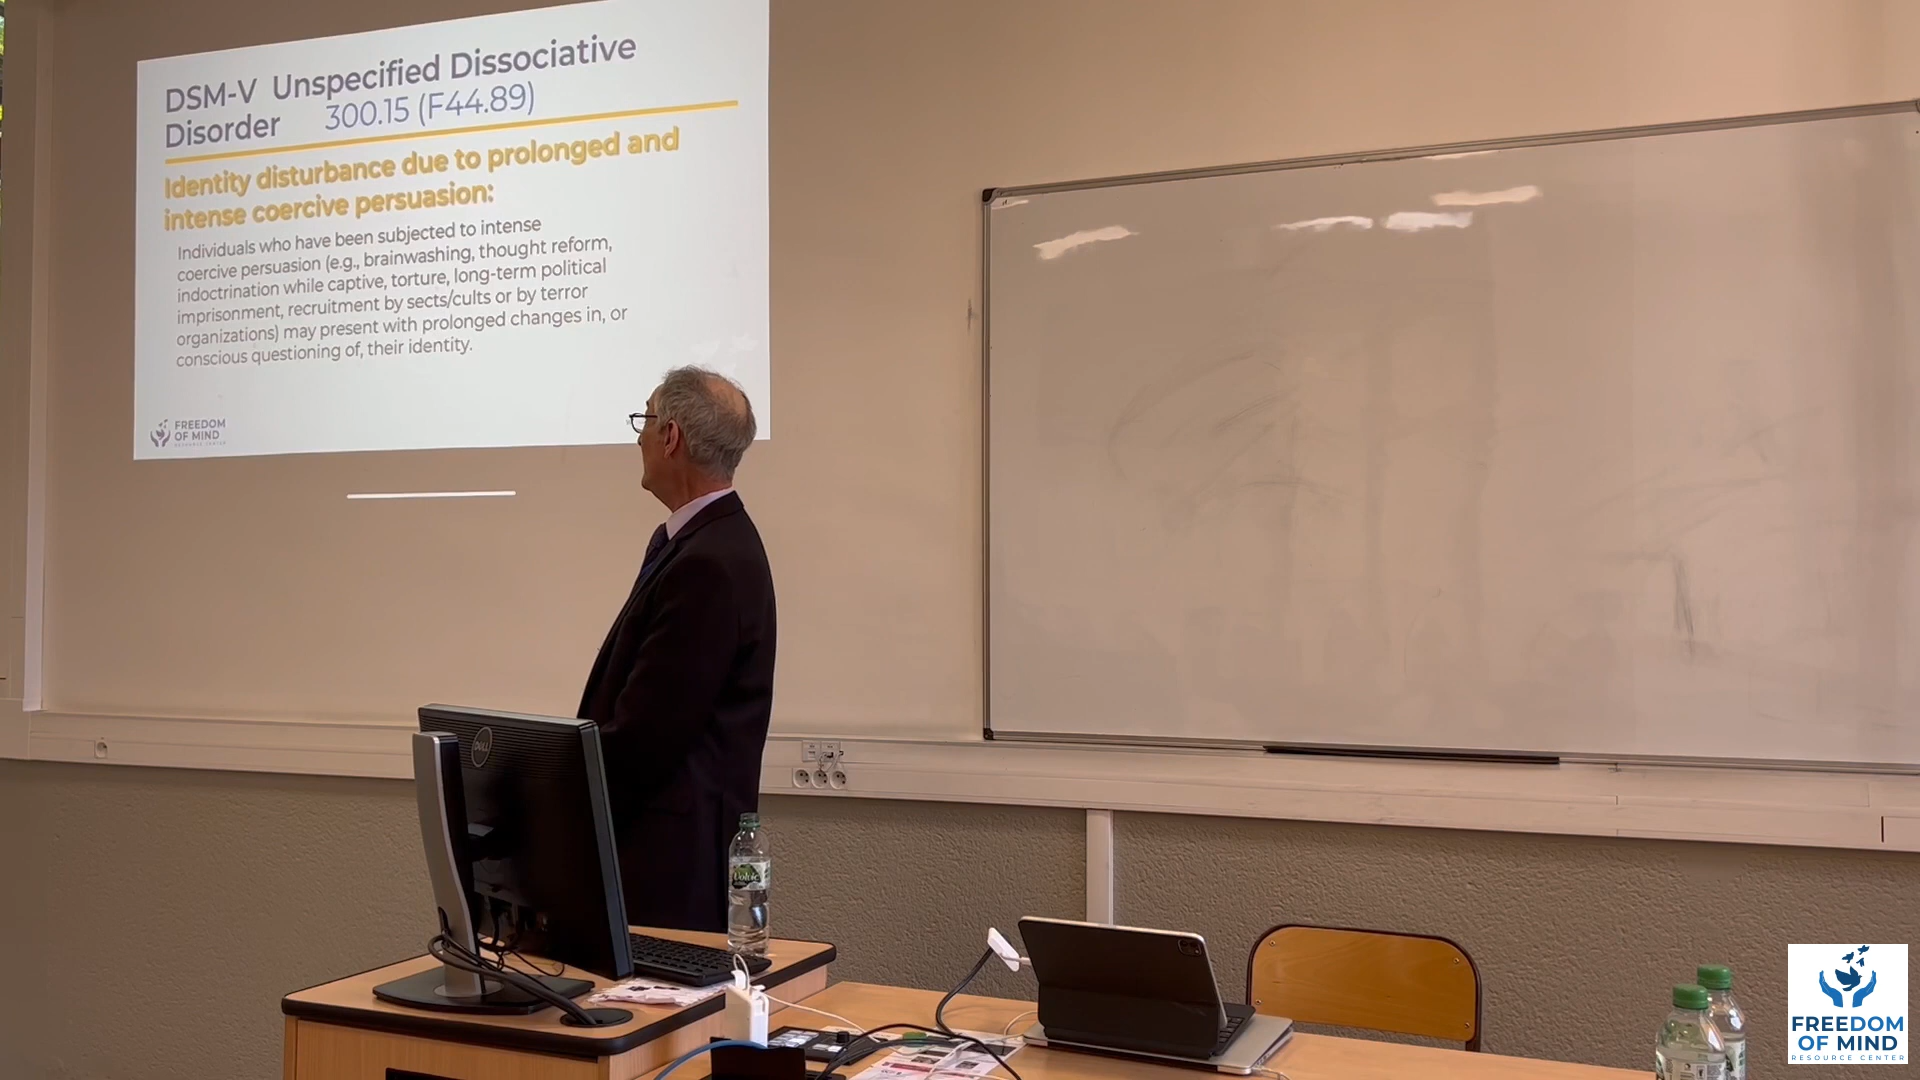 DSM-V Unspecified Dissociative
Disorder 300.15 (F44.89)
Identity disturbance due to prolonged and
intense coercive persuasion:
Individuals who have been subjected to intense
coercive persuasion (e.g., brainwashing, thought reform,
indoctrination while captive, torture, long-term political
imprisonment, recruitment by sects/cults or by terror
organizations) may present with prolonged changes in, or
conscious questioning of, their identity.
FREEDOM
OF MIND
RESOURCE CENTER
DELL
Volvic
FREEDOM
OF MIND
RESOURCE CENTER